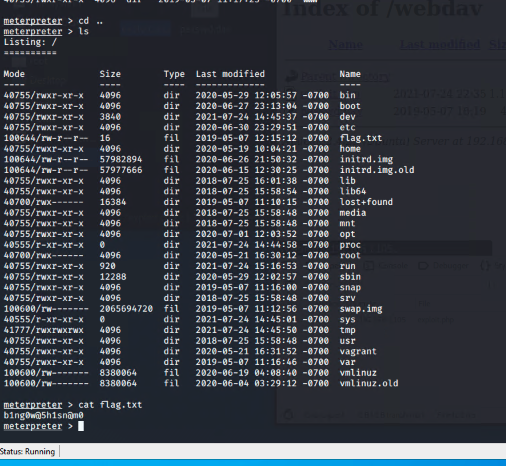 meterpreter > cd ..
meterpreter > ls
Listing: /
==========
Mode Size Type Last modified Name
---- ---- ---- ------------- ----
40755/rwxr-xr-x 4096 dir 2020-05-29 12:05:57 -0700 bin
40755/rwxr-xr-x 4096 dir 2020-06-27 23:13:04 -0700 boot
40755/rwxr-xr-x 3840 dir 2021-07-24 14:45:37 -0700 dev
40755/rwxr-xr-x 4096 dir 2020-06-30 23:29:51 -0700 etc
100644/rw-r--r-- 16 fil 2019-05-07 12:15:12 -0700 flag.txt
40755/rwxr-xr-x 4096 dir 2020-05-19 10:04:21 -0700 home
100644/rw-r--r-- 57982894 fil 2020-06-26 21:50:32 -0700 initrd.img
100644/rw-r--r-- 57977666 fil 2020-06-15 12:30:25 -0700 initrd.img.old
40755/rwxr-xr-x 4096 dir 2018-07-25 16:01:38 -0700 lib
40755/rwxr-xr-x 4096 dir 2018-07-25 15:58:54 -0700 lib64
40700/rwx------ 16384 dir 2019-05-07 11:10:15 -0700 lost+found
40755/rwxr-xr-x 4096 dir 2018-07-25 15:58:48 -0700 media
40755/rwxr-xr-x 4096 dir 2018-07-25 15:58:48 -0700 mnt
40755/rwxr-xr-x 4096 dir 2020-07-01 12:03:52 -0700 opt
40555/r-xr-xr-x 0 dir 2021-07-24 14:44:58 -0700 proc
40700/rwx------ 4096 dir 2020-05-21 16:30:12 -0700 root
40755/rwxr-xr-x 920 dir 2021-07-24 15:16:53 -0700 run
40755/rwxr-xr-x 12288 dir 2020-05-29 12:02:57 -0700 sbin
40755/rwxr-xr-x 4096 dir 2019-05-07 11:16:00 -0700 snap
40755/rwxr-xr-x 4096 dir 2018-07-25 15:58:48 -0700 srv
100600/rw------- 2065694720 fil 2019-05-07 11:12:56 -0700 swap.img
40555/r-xr-xr-x 0 dir 2021-07-24 14:45:01 -0700 sys
41777/rwxrwxrwx 4096 dir 2021-07-24 14:45:50 -0700 tmp
40755/rwxr-xr-x 4096 dir 2018-07-25 15:58:48 -0700 usr
40755/rwxr-xr-x 4096 dir 2020-05-21 16:31:52 -0700 vagrant
40755/rwxr-xr-x 4096 dir 2019-05-07 11:16:46 -0700 var
100600/rw------- 8380064 fil 2020-06-19 04:08:40 -0700 vmlinuz
100600/rw------- 8380064 fil 2020-06-04 03:29:12 -0700 vmlinuz.old
meterpreter > cat flag.txt
b1ng0w@5h1sn@m0
meterpreter >
Index of /webdav
Name Last modified
Status: Running